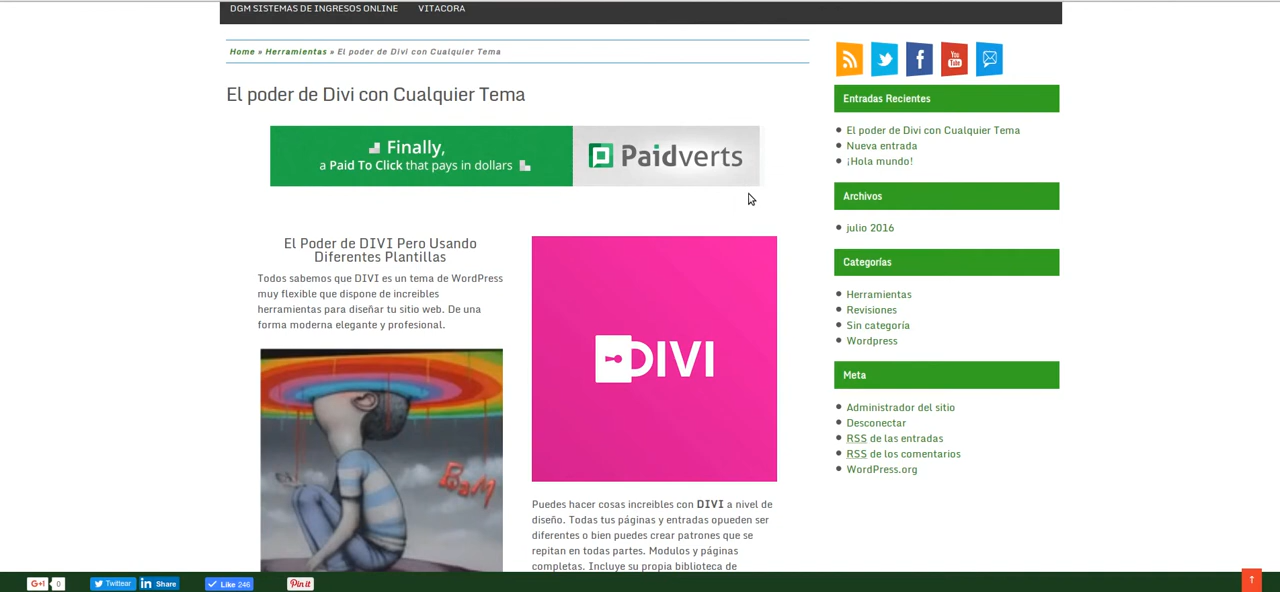 DGM SISTEMAS DE INGRESOS ONLINE VITACORA
Home » Herramientas » El poder de Divi con Cualquier Tema
El poder de Divi con Cualquier Tema
Finally,
a Paid To Click that pays in dollars
Paidverts
El Poder de DIVI Pero Usando
Diferentes Plantillas
Todos sabemos que DIVI es un tema de WordPress
muy flexible que dispone de increibles
herramientas para diseñar tu sitio web. De una
forma moderna elegante y profesional.
DIVI
Puedes hacer cosas increibles con DIVI a nivel de
diseño. Todas tus páginas y entradas opueden ser
diferentes o bien puedes crear patrones que se
repitan en todas partes. Modulos y páginas
completas. Incluye su propia biblioteca de
You
Tube
Entradas Recientes
El poder de Divi con Cualquier Tema
Nueva entrada
¡Hola mundo!
Archivos
julio 2016
Categorías
Herramientas
Revisiones
Sin categoría
Wordpress
Meta
Administrador del sitio
Desconectar
RSS de las entradas
RSS de los comentarios
WordPress.org
G+1 0 Twittear in Share Like 246 Pin it